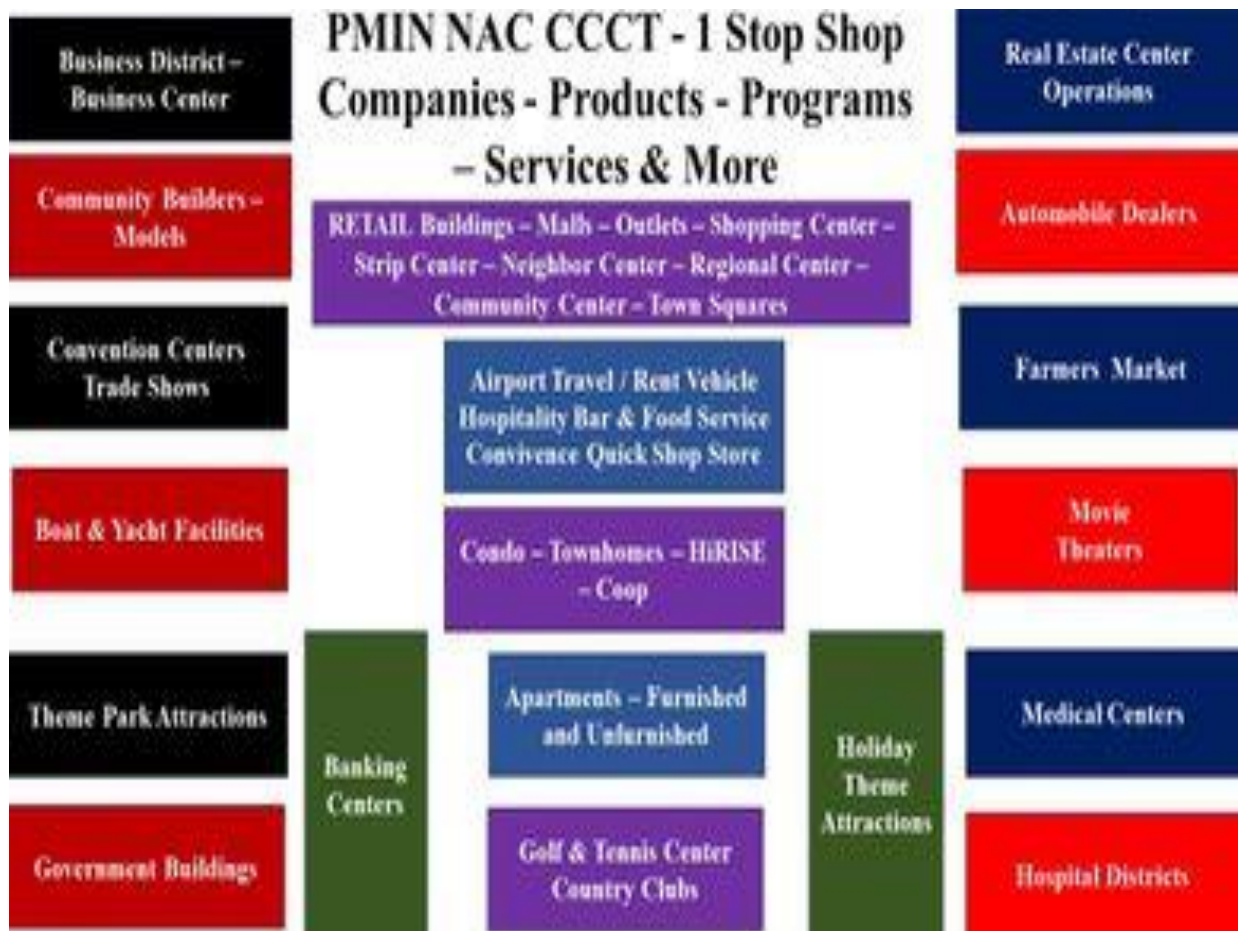 PMIN NAC CCCT - 1 Stop Shop
Companies - Products - Programs
– Services & More
Business District –
Business Center
Community Builders –
Models
Convention Centers
Trade Shows
Boat & Yacht Facilities
Theme Park Attractions
Government Buildings
RETAIL Buildings – Malls – Outlets – Shopping Center –
Strip Center – Neighbor Center – Regional Center –
Community Center – Town Squares
Airport Travel / Rent Vehicle
Hospitality Bar & Food Service
Convivence Quick Shop Store
Condo – Townhomes – HiRISE
– Coop
Banking
Centers
Apartments – Furnished
and Unfurnished
Golf & Tennis Center
Country Clubs
Holiday
Theme
Attractions
Real Estate Center
Operations
Automobile Dealers
Farmers Market
Movie
Theaters
Medical Centers
Hospital Districts